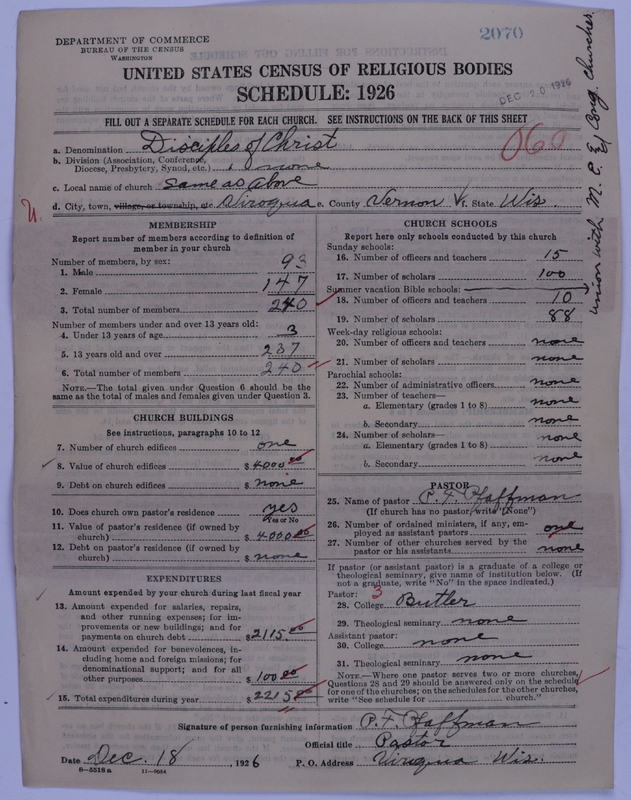 2070
DEPARTMENT OF COMMERCE
BUREAU OF THE CENSUS
WASHINGTON
UNITED STATES CENSUS OF RELIGIOUS BODIES
SCHEDULE: 1926
DEC 20 1926
FILL OUT A SEPARATE SCHEDULE FOR EACH CHURCH. SEE INSTRUCTIONS ON THE BACK OF THIS SHEET
060
a. Denomination Disciples of Christ
b. Division (Association, Conference,
Diocese, Presbytery, Synod, etc.) none
c. Local name of church same as above
d. City, town, village, or township, etc. Viroqua e. County Vernon f. State Wis.
union with M. E. & Cong. churches.
MEMBERSHIP
Report number of members according to definition
of member in your church
Number of members, by sex:
1. Male 93
2. Female 147
3. Total number of members 240
Number of members under and over 13 years old:
4. Under 13 years of age 3
5. 13 years old and over 237
6. Total number of members 240
NOTE.—The total given under Question 6 should be the
same as the total of males and females given under Question 3.
CHURCH BUILDINGS
See instructions, paragraphs 10 to 12
7. Number of church edifices one
8. Value of church edifices $ 4000 00
9. Debt on church edifices $ none
10. Does church own pastor's residence yes
Yes or No
11. Value of pastor's residence (if owned by
church) $ 4000 00
12. Debt on pastor's residence (if owned by
church) $ none
EXPENDITURES
Amount expended by your church during last fiscal year
13. Amount expended for salaries, repairs,
and other running expenses; for im-
provements or new buildings; and for
payments on church debt $ 2115 00
14. Amount expended for benevolences, in-
cluding home and foreign missions; for
denominational support; and for all
other purposes $ 100 00
15. Total expenditures during year $ 2215 00
CHURCH SCHOOLS
Report here only schools conducted by this church
Sunday schools:
16. Number of officers and teachers 15
17. Number of scholars 100
Summer vacation Bible schools:
18. Number of officers and teachers 10
19. Number of scholars 88
Week-day religious schools:
20. Number of officers and teachers none
21. Number of scholars none
Parochial schools:
22. Number of administrative officers none
23. Number of teachers—
a. Elementary (grades 1 to 8) none
b. Secondary none
24. Number of scholars—
a. Elementary (grades 1 to 8) none
b. Secondary none
PASTOR
25. Name of pastor P. F. Haffman
(If church has no pastor, write "None")
26. Number of ordained ministers, if any, em-
ployed as assistant pastors one
27. Number of other churches served by the
pastor or his assistants none
If pastor (or assistant pastor) is a graduate of a college or
theological seminary, give name of institution below. (If
not a graduate, write "No" in the space indicated.)
Pastor: 3
28. College Butler
29. Theological seminary none
Assistant pastor:
30. College none
31. Theological seminary none
NOTE.—Where one pastor serves two or more churches,
Questions 28 and 29 should be answered only on the schedule
for one of the churches; on the schedules for the other churches,
write "See schedule for church."
Signature of person furnishing information P. F. Haffman
Official title Pastor
Date Dec. 18, 1926 P. O. Address Viroqua Wis.
8—5518a 11—9084